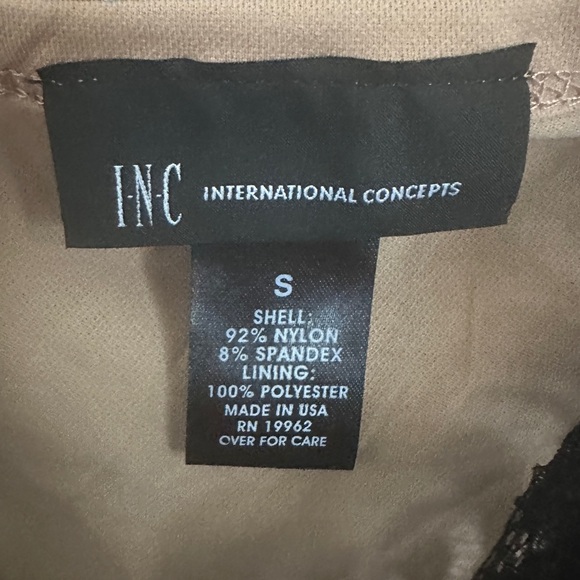 I·N·C INTERNATIONAL CONCEPTS
S
SHELL:
92% NYLON
8% SPANDEX
LINING:
100% POLYESTER
MADE IN USA
RN 19962
OVER FOR CARE